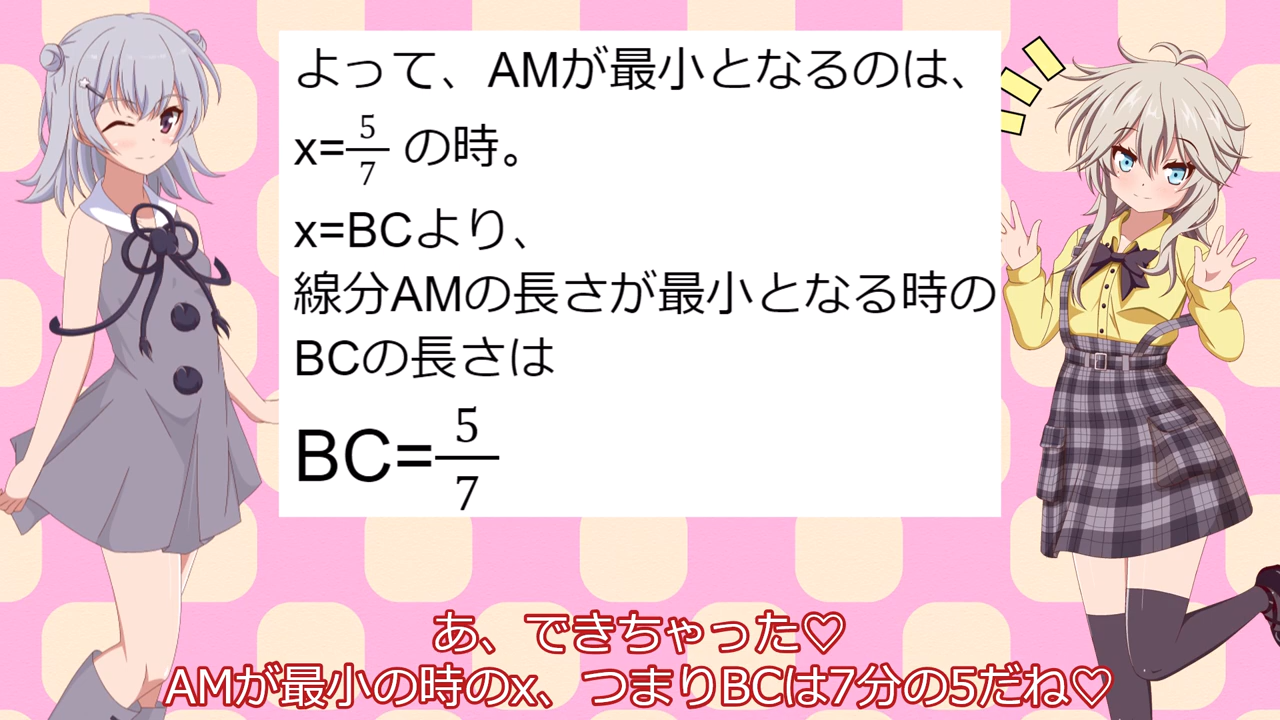 よって、AMが最小となるのは、
x=5/7 の時。
x=BCより、
線分AMの長さが最小となる時の
BCの長さは
BC=5/7
あ、できちゃった♡
AMが最小の時のx、つまりBCは7分の5だね♡